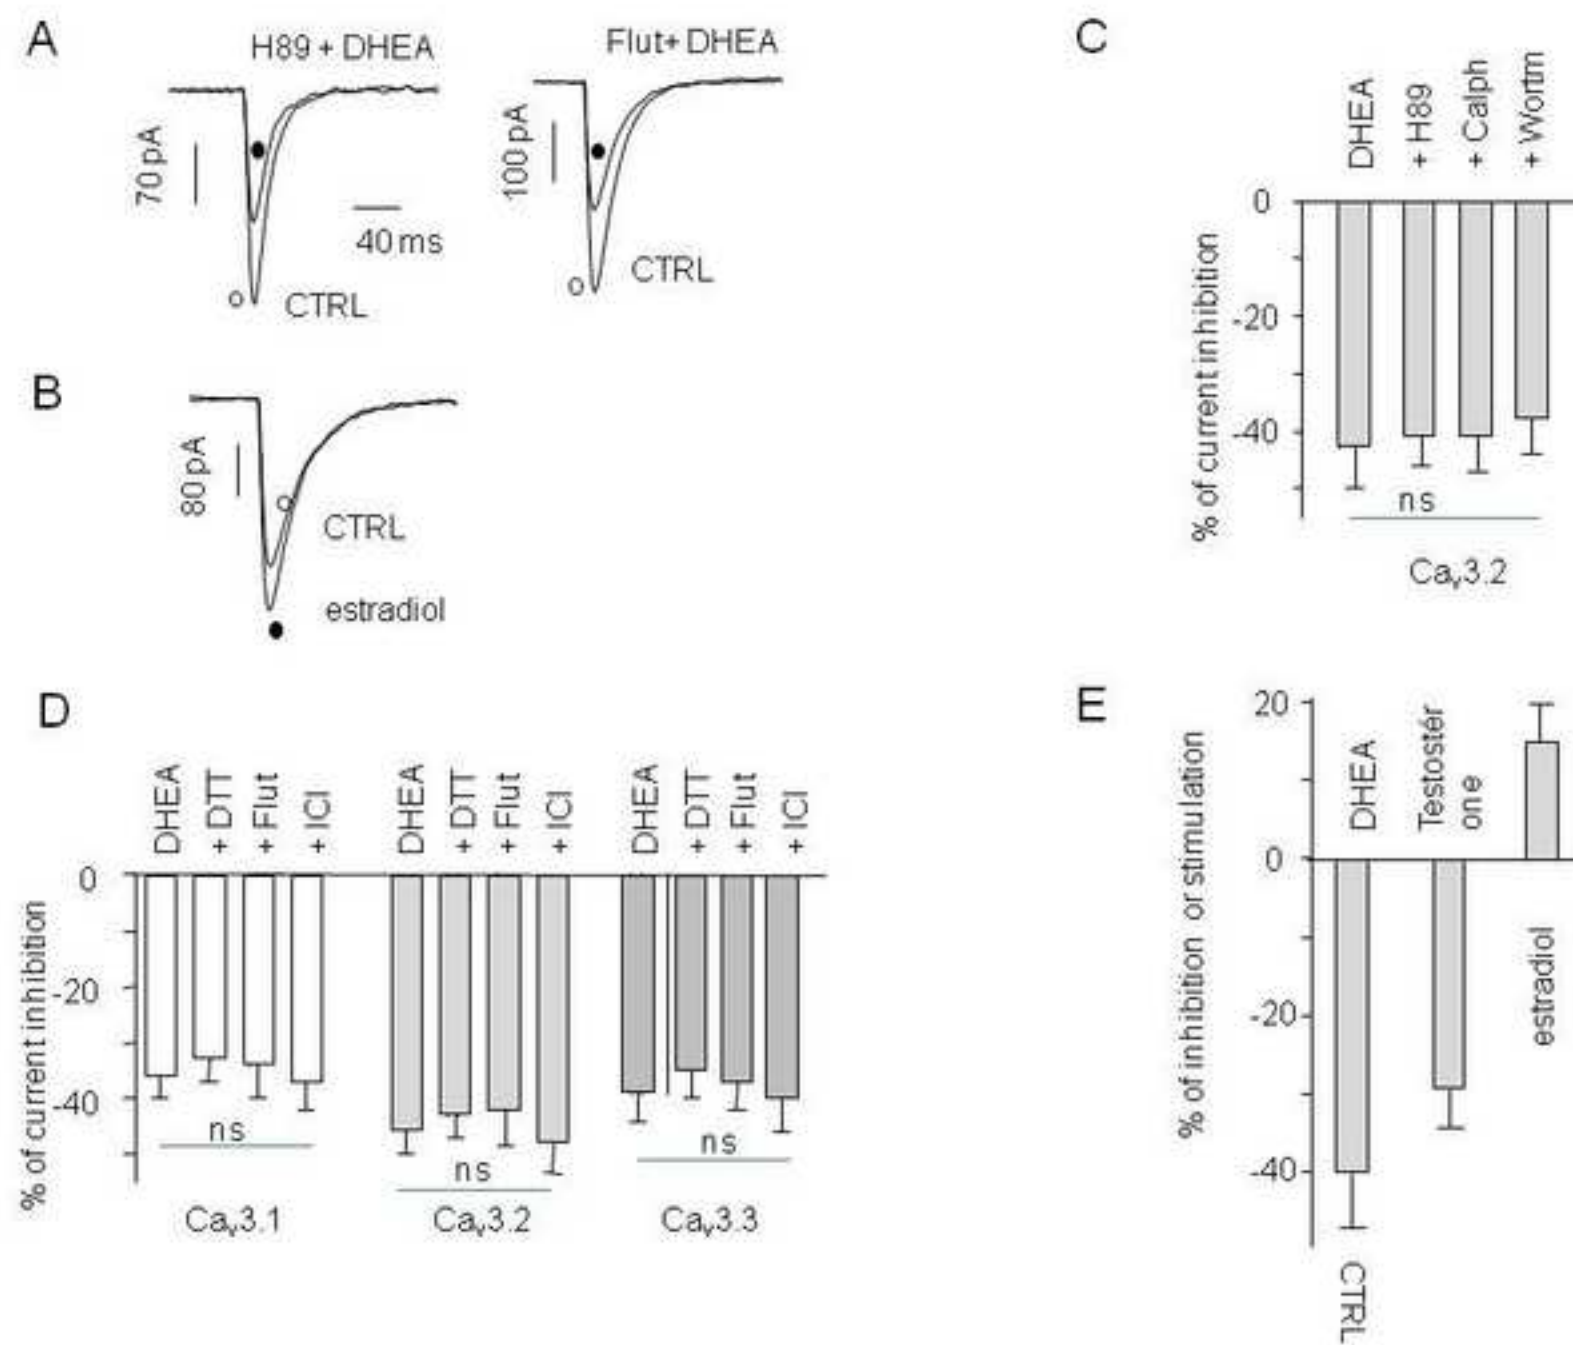 A
H89 + DHEA
70 pA
40 ms
CTRL
Flut+ DHEA
100 pA
CTRL
B
80 pA
CTRL
estradiol
C
DHEA
+ H89
+ Calph
+ Wortm
% of current inhibition
0
-20
-40
ns
Cav3.2
D
DHEA
+ DTT
+ Flut
+ ICI
DHEA
+ DTT
+ Flut
+ ICI
DHEA
+ DTT
+ Flut
+ ICI
% of current inhibition
0
-20
-40
ns
ns
ns
Cav3.1
Cav3.2
Cav3.3
E
DHEA
Testoster
one
estradiol
% of inhibition or stimulation
20
0
-20
-40
CTRL